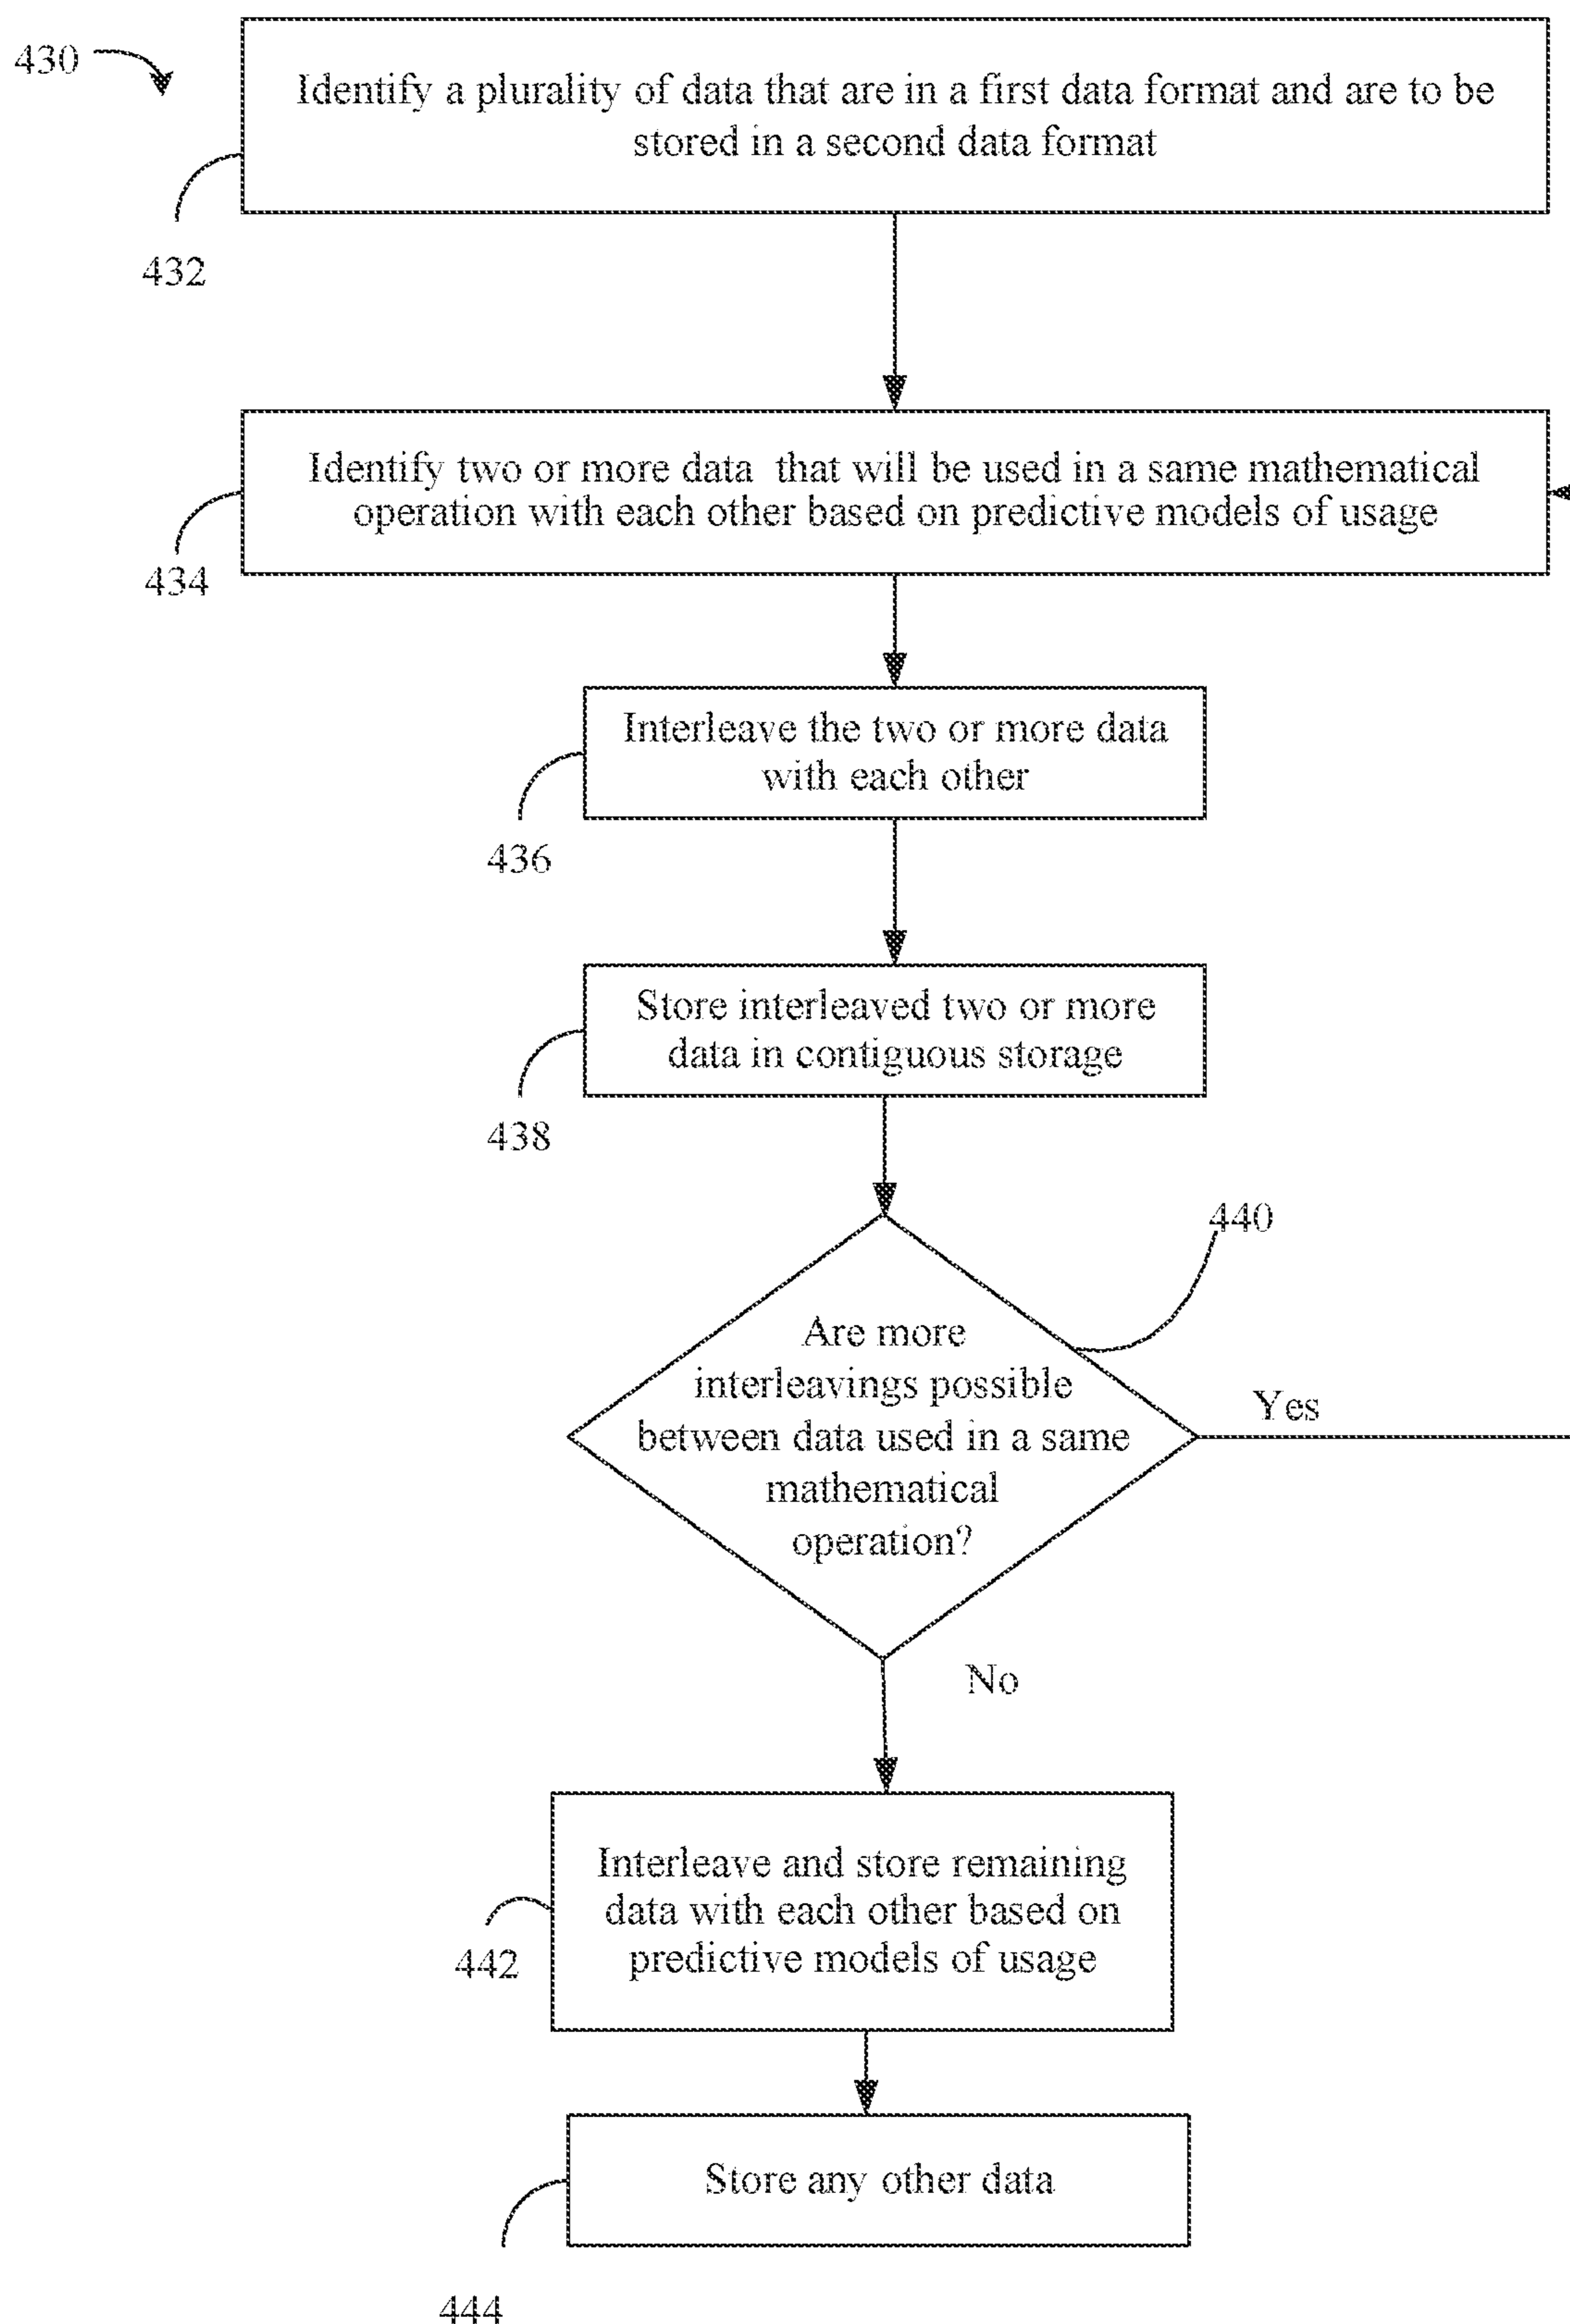 430
Identify a plurality of data that are in a first data format and are to be
stored in a second data format
432
Identify two or more data that will be used in a same mathematical
operation with each other based on predictive models of usage
434
Interleave the two or more data
with each other
436
Store interleaved two or more
data in contiguous storage
438
440
Are more
interleavings possible
between data used in a same
mathematical
operation?
Yes
No
Interleave and store remaining
data with each other based on
predictive models of usage
442
Store any other data
444